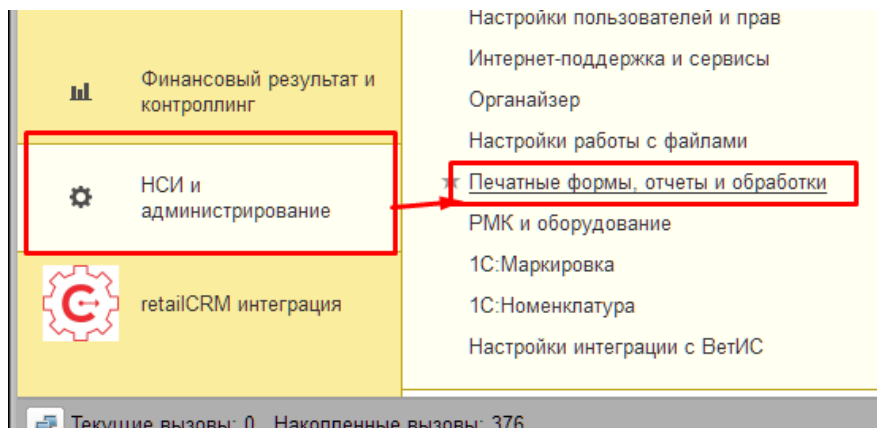 Настройки пользователей и прав
Интернет-поддержка и сервисы
Финансовый результат и
контроллинг
Органайзер
Настройки работы с файлами
НСИ и
администрирование
Печатные формы, отчеты и обработки
РМК и оборудование
1С:Маркировка
retailCRM интеграция
1С:Номенклатура
Настройки интеграции с ВетИС
Текущие вызовы: 0 Накопленные вызовы: 376